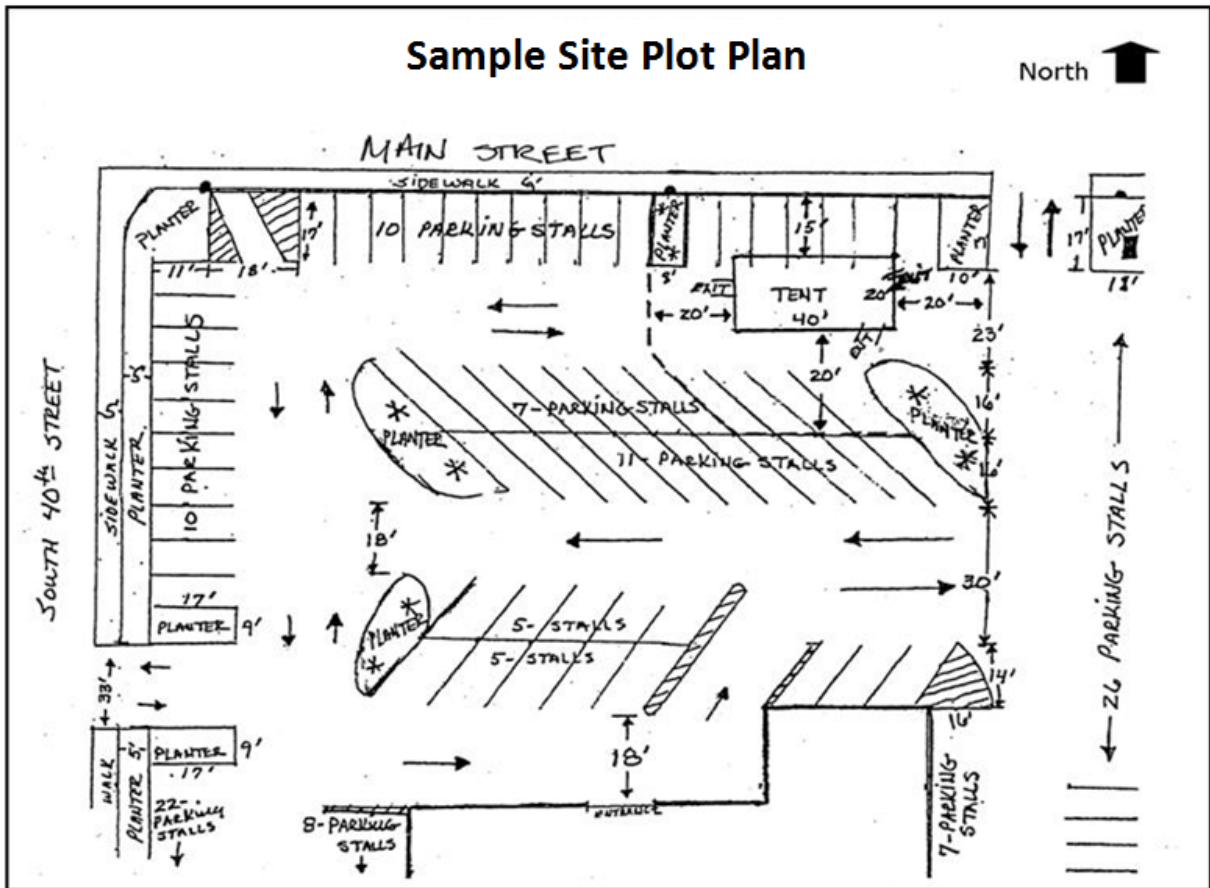 Sample Site Plot Plan
North
MAIN STREET
SIDEWALK
PLANTER
17'
10 PARKING STALLS
PLANTER
15'
PLANTER
17'
PLANTER
11'
18'
3'
EXIT
TENT
20'
40'
EXIT
10'
20'
20'
23'
20'
16'
16'
7-PARKING STALLS
11-PARKING STALLS
PLANTER
PLANTER
SOUTH 40th STREET
SIDEWALK
PLANTER
5'
10 PARKING STALLS
17'
PLANTER 9'
18'
30'
26 PARKING STALLS
PLANTER
5-STALLS
5-STALLS
14'
16'
33'
WALK
PLANTER
5'
PLANTER 9'
17'
22-
PARKING
STALLS
18'
ENTRANCE
8-PARKING
STALLS
7-PARKING
STALLS